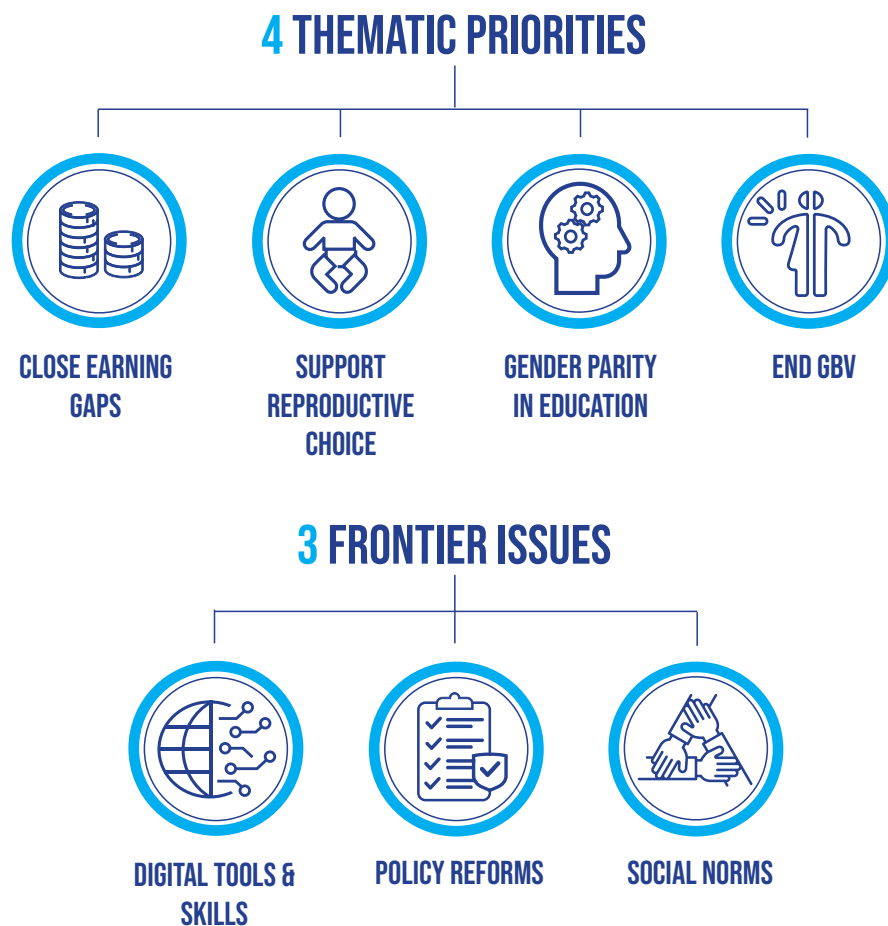 4 THEMATIC PRIORITIES
CLOSE EARNING
GAPS
SUPPORT
REPRODUCTIVE
CHOICE
GENDER PARITY
IN EDUCATION
END GBV
3 FRONTIER ISSUES
DIGITAL TOOLS &
SKILLS
POLICY REFORMS
SOCIAL NORMS